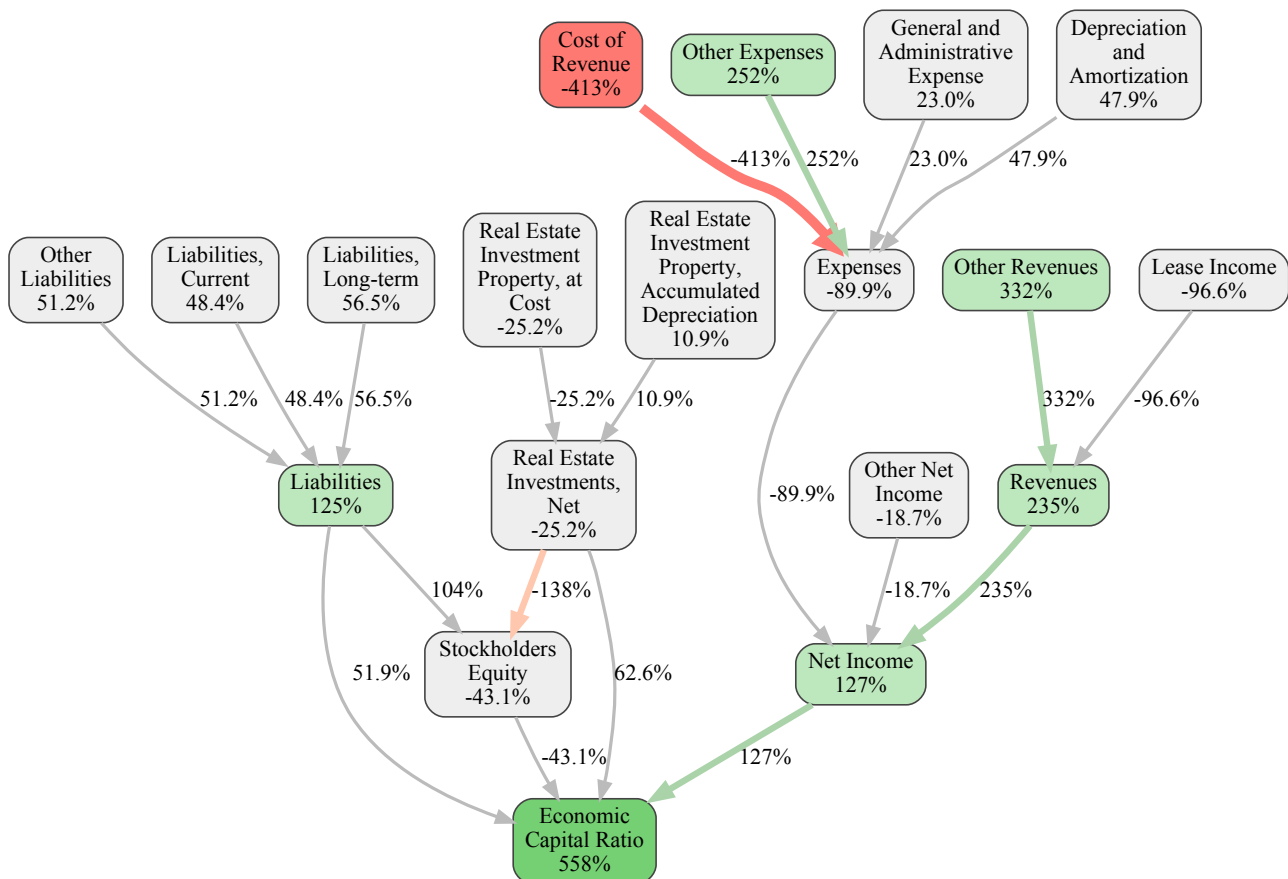 Cost of
Revenue
-413%
Other Expenses
252%
General and
Administrative
Expense
23.0%
Depreciation
and
Amortization
47.9%
-413%
252%
23.0%
47.9%
Other
Liabilities
51.2%
Liabilities,
Current
48.4%
Liabilities,
Long-term
56.5%
Real Estate
Investment
Property, at
Cost
-25.2%
Real Estate
Investment
Property,
Accumulated
Depreciation
10.9%
Expenses
-89.9%
Other Revenues
332%
Lease Income
-96.6%
51.2%
48.4%
56.5%
-25.2%
10.9%
332%
-96.6%
Liabilities
125%
Real Estate
Investments,
Net
-25.2%
-89.9%
Other Net
Income
-18.7%
Revenues
235%
104%
-138%
-18.7%
235%
51.9%
Stockholders
Equity
-43.1%
62.6%
Net Income
127%
-43.1%
127%
Economic
Capital Ratio
558%